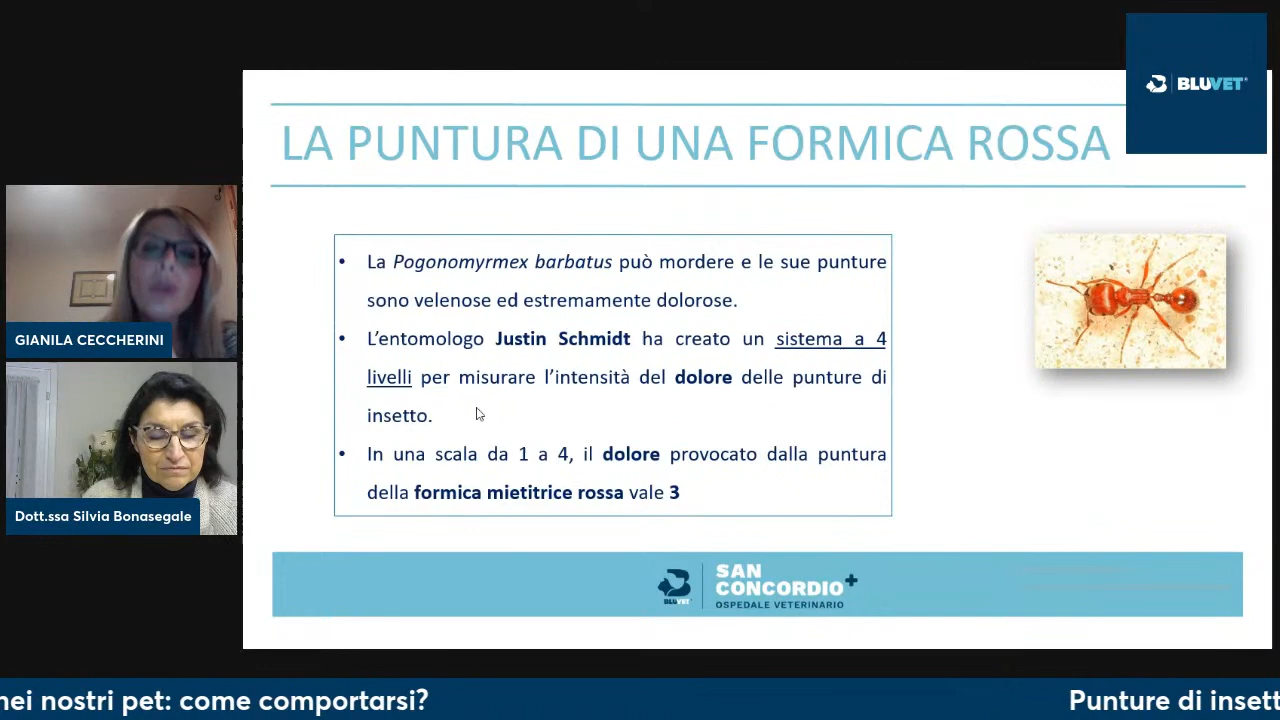 BLUVET
LA PUNTURA DI UNA FORMICA ROSSA
• La Pogonomyrmex barbatus può mordere e le sue punture
sono velenose ed estremamente dolorose.
• L’entomologo Justin Schmidt ha creato un sistema a 4
livelli per misurare l’intensità del dolore delle punture di
insetto.
• In una scala da 1 a 4, il dolore provocato dalla puntura
della formica mietitrice rossa vale 3
GIANILA CECCHERINI
Dott.ssa Silvia Bonasegale
BLUVET
SAN
CONCORDIO
OSPEDALE VETERINARIO
nei nostri pet: come comportarsi?
Punture di insett